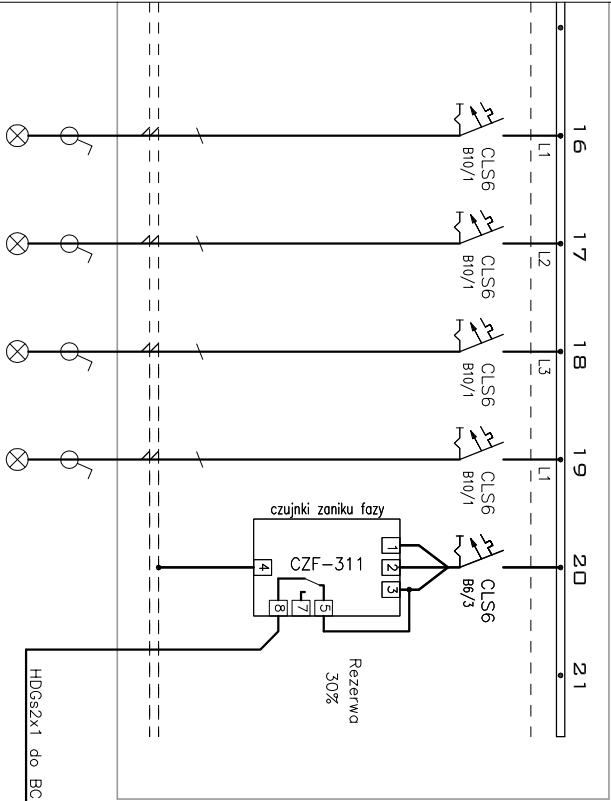 16
L1
CLS6
B10/1
17
L2
CLS6
B10/1
18
L3
CLS6
B10/1
19
L1
CLS6
B10/1
20
CLS6
B6/3
czujnki zaniku fazy
CZF-311
1
2
3
4
8
7
5
21
Rezerwa
30%
HDGs2x1 do BC